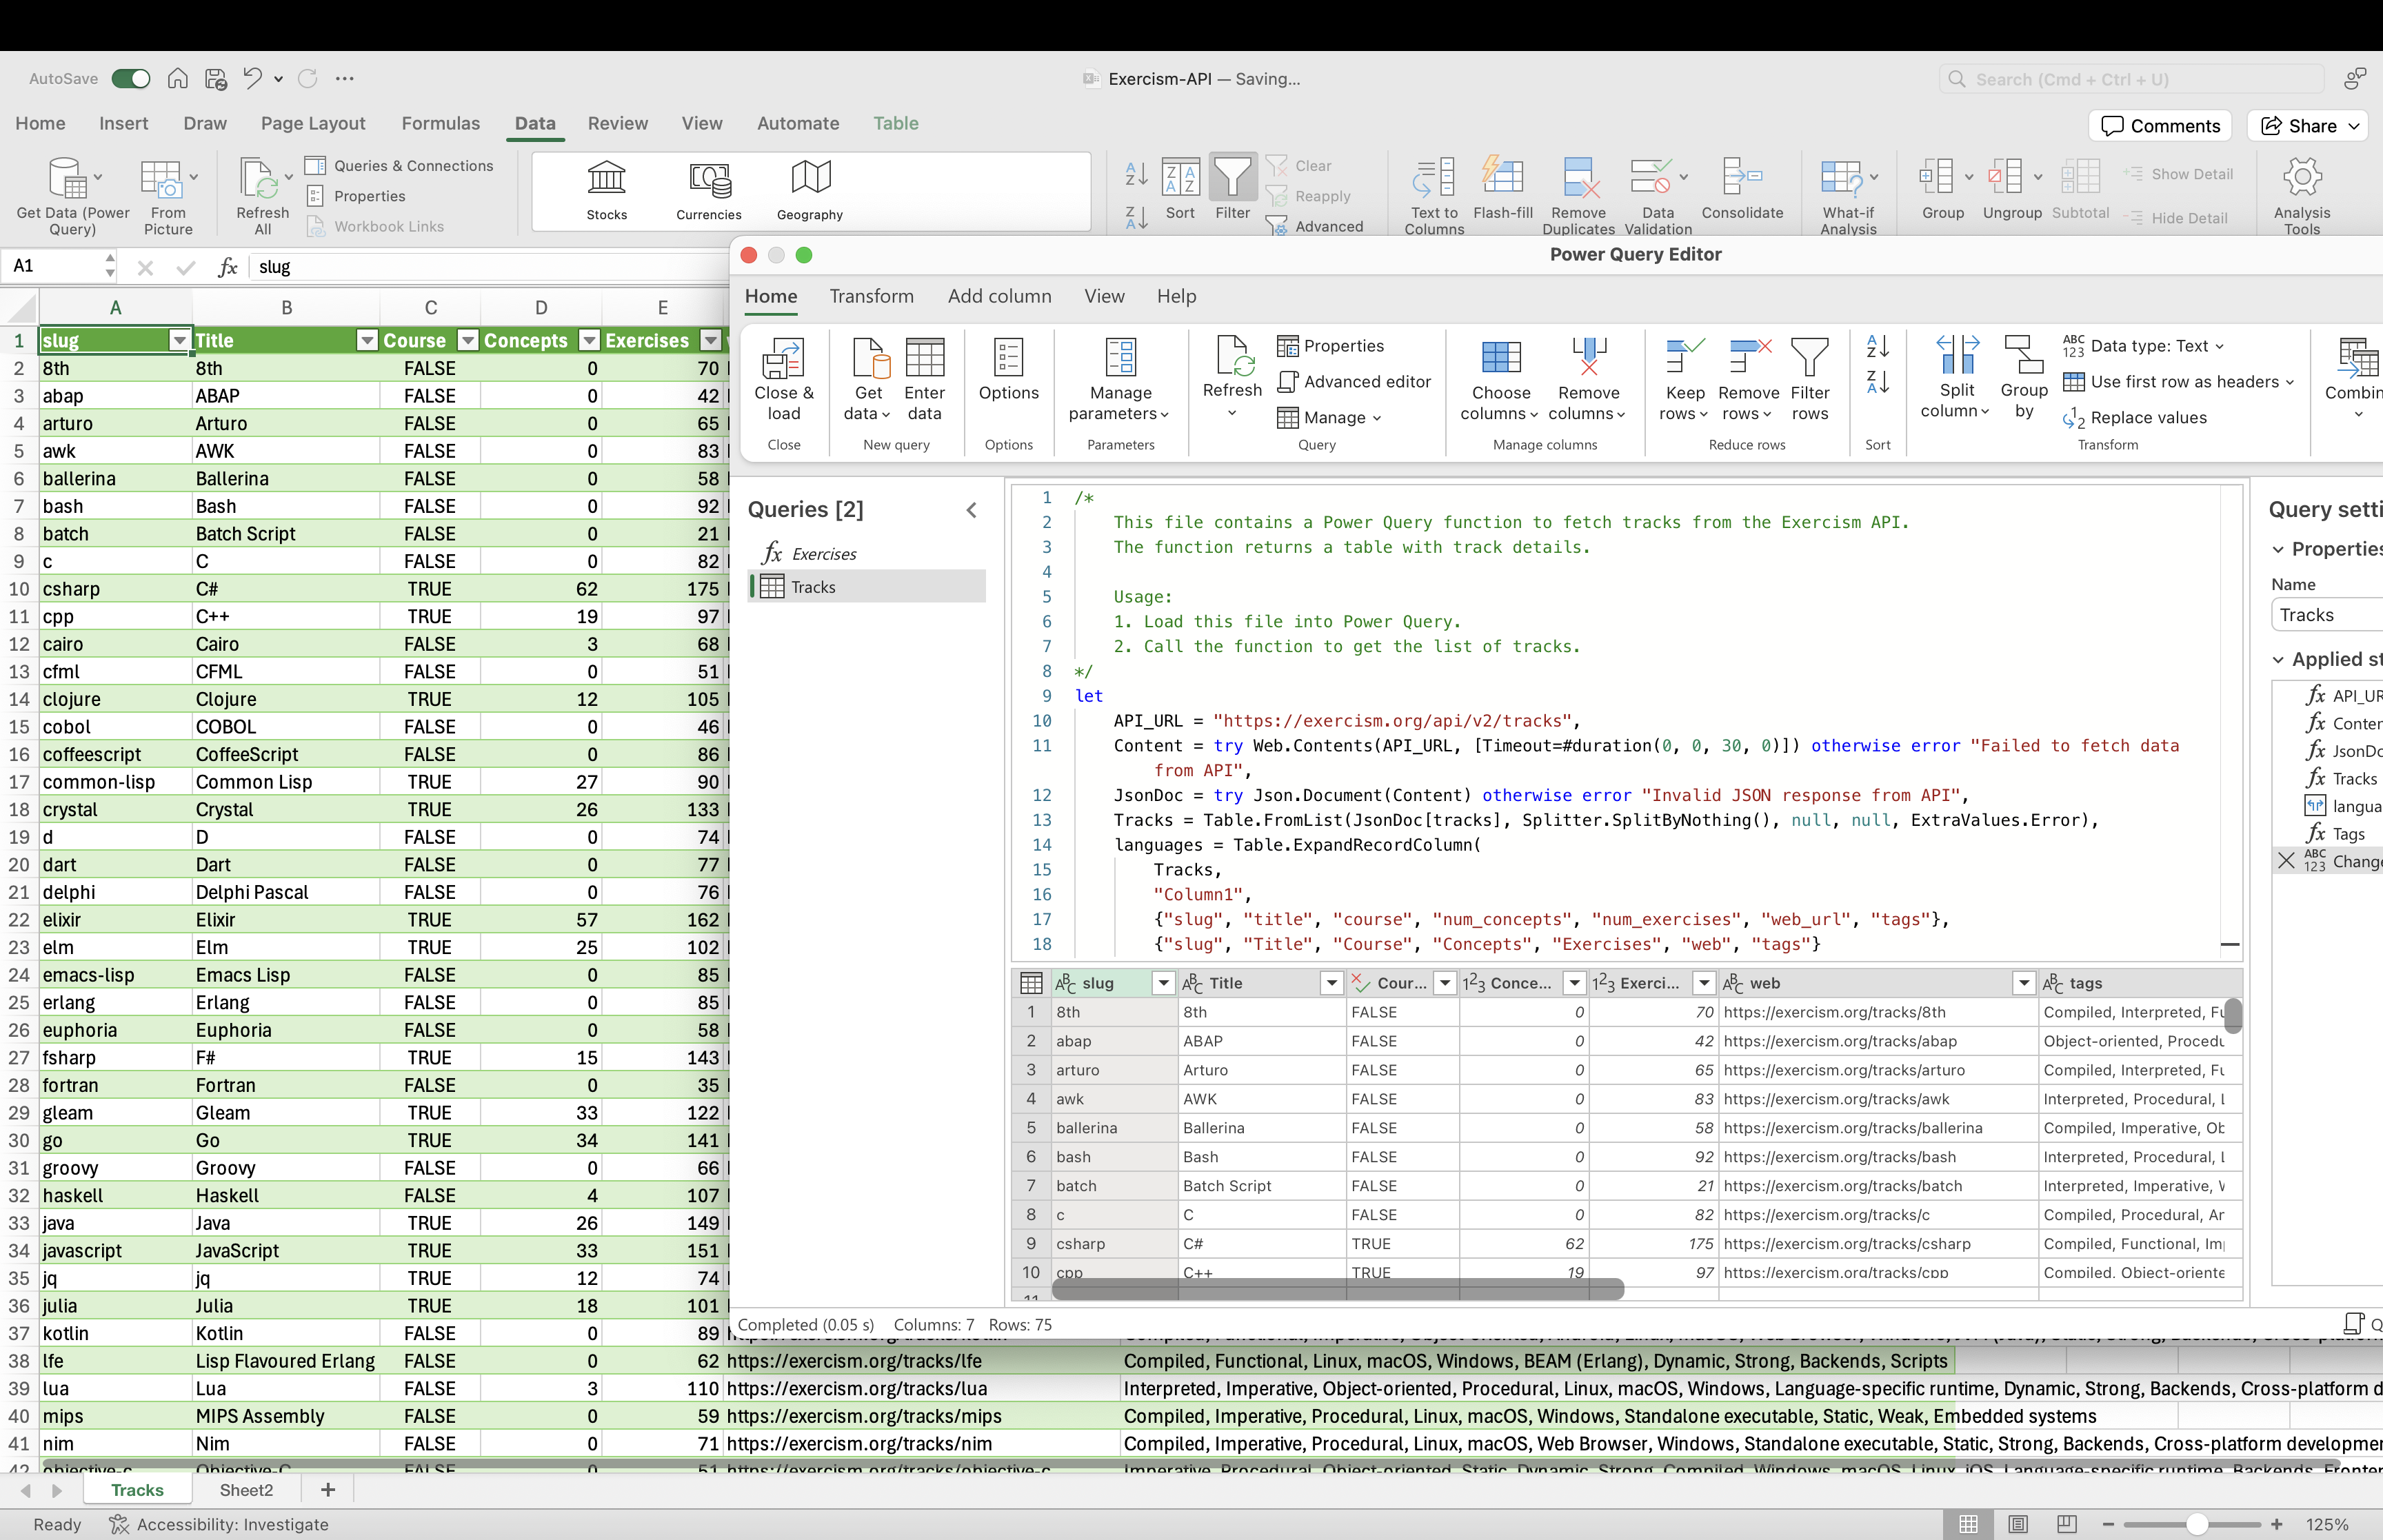 AutoSave
Exercism-API — Saving...
Search (Cmd + Ctrl + U)
Home Insert Draw Page Layout Formulas Data Review View Automate Table
Comments Share
Get Data (Power Query) From Picture Refresh All
Queries & Connections
Properties
Workbook Links
Stocks Currencies Geography
Sort Filter
Clear
Reapply
Advanced
Text to Columns Flash-fill Remove Duplicates Data Validation Consolidate What-if Analysis Group Ungroup Subtotal
Show Detail
Hide Detail
Analysis Tools
A1 fx slug
A B C D E
1 slug Title Course Concepts Exercises
2 8th 8th FALSE 0 70
3 abap ABAP FALSE 0 42
4 arturo Arturo FALSE 0 65
5 awk AWK FALSE 0 83
6 ballerina Ballerina FALSE 0 58
7 bash Bash FALSE 0 92
8 batch Batch Script FALSE 0 21
9 c C FALSE 0 82
10 csharp C# TRUE 62 175
11 cpp C++ TRUE 19 97
12 cairo Cairo FALSE 3 68
13 cfml CFML FALSE 0 51
14 clojure Clojure TRUE 12 105
15 cobol COBOL FALSE 0 46
16 coffeescript CoffeeScript FALSE 0 86
17 common-lisp Common Lisp TRUE 27 90
18 crystal Crystal TRUE 26 133
19 d D FALSE 0 74
20 dart Dart FALSE 0 77
21 delphi Delphi Pascal FALSE 0 76
22 elixir Elixir TRUE 57 162
23 elm Elm TRUE 25 102
24 emacs-lisp Emacs Lisp FALSE 0 85
25 erlang Erlang FALSE 0 85
26 euphoria Euphoria FALSE 0 58
27 fsharp F# TRUE 15 143
28 fortran Fortran FALSE 0 35
29 gleam Gleam TRUE 33 122
30 go Go TRUE 34 141
31 groovy Groovy FALSE 0 66
32 haskell Haskell FALSE 4 107
33 java Java TRUE 26 149
34 javascript JavaScript TRUE 33 151
35 jq jq TRUE 12 74
36 julia Julia TRUE 18 101
37 kotlin Kotlin FALSE 0 89
38 lfe Lisp Flavoured Erlang FALSE 0 62 https://exercism.org/tracks/lfe Compiled, Functional, Linux, macOS, Windows, BEAM (Erlang), Dynamic, Strong, Backends, Scripts
39 lua Lua FALSE 3 110 https://exercism.org/tracks/lua Interpreted, Imperative, Object-oriented, Procedural, Linux, macOS, Windows, Language-specific runtime, Dynamic, Strong, Backends, Cross-platform d
40 mips MIPS Assembly FALSE 0 59 https://exercism.org/tracks/mips Compiled, Imperative, Procedural, Linux, macOS, Windows, Standalone executable, Static, Weak, Embedded systems
41 nim Nim FALSE 0 71 https://exercism.org/tracks/nim Compiled, Imperative, Procedural, Linux, macOS, Web Browser, Windows, Standalone executable, Static, Strong, Backends, Cross-platform developmen
Power Query Editor
Home Transform Add column View Help
Close & load Get data Enter data Options Manage parameters Refresh
Properties
Advanced editor
Manage
Choose columns Remove columns Keep rows Remove rows Filter rows Split column Group by
Data type: Text
Use first row as headers
Replace values
Combin
Close New query Options Parameters Query Manage columns Reduce rows Sort Transform
Queries [2]
fx Exercises
Tracks
1 /*
2 This file contains a Power Query function to fetch tracks from the Exercism API.
3 The function returns a table with track details.
4
5 Usage:
6 1. Load this file into Power Query.
7 2. Call the function to get the list of tracks.
8 */
9 let
10 API_URL = "https://exercism.org/api/v2/tracks",
11 Content = try Web.Contents(API_URL, [Timeout=#duration(0, 0, 30, 0)]) otherwise error "Failed to fetch data
from API",
12 JsonDoc = try Json.Document(Content) otherwise error "Invalid JSON response from API",
13 Tracks = Table.FromList(JsonDoc[tracks], Splitter.SplitByNothing(), null, null, ExtraValues.Error),
14 languages = Table.ExpandRecordColumn(
15 Tracks,
16 "Column1",
17 {"slug", "title", "course", "num_concepts", "num_exercises", "web_url", "tags"},
18 {"slug", "Title", "Course", "Concepts", "Exercises", "web", "tags"}
slug Title Cour... Conce... Exerci... web tags
1 8th 8th FALSE 0 70 https://exercism.org/tracks/8th Compiled, Interpreted, Fu
2 abap ABAP FALSE 0 42 https://exercism.org/tracks/abap Object-oriented, Procedu
3 arturo Arturo FALSE 0 65 https://exercism.org/tracks/arturo Compiled, Interpreted, Fu
4 awk AWK FALSE 0 83 https://exercism.org/tracks/awk Interpreted, Procedural, L
5 ballerina Ballerina FALSE 0 58 https://exercism.org/tracks/ballerina Compiled, Imperative, Ob
6 bash Bash FALSE 0 92 https://exercism.org/tracks/bash Interpreted, Procedural, L
7 batch Batch Script FALSE 0 21 https://exercism.org/tracks/batch Interpreted, Imperative, W
8 c C FALSE 0 82 https://exercism.org/tracks/c Compiled, Procedural, Ar
9 csharp C# TRUE 62 175 https://exercism.org/tracks/csharp Compiled, Functional, Im
10 cpp C++ TRUE 19 97 https://exercism.org/tracks/cpp Compiled, Object-oriente
Completed (0.05 s) Columns: 7 Rows: 75
Query setti
Properties
Name
Tracks
Applied st
fx API_UR
fx Conten
fx JsonDo
fx Tracks
langua
fx Tags
Change
Tracks Sheet2 +
Ready Accessibility: Investigate
125%